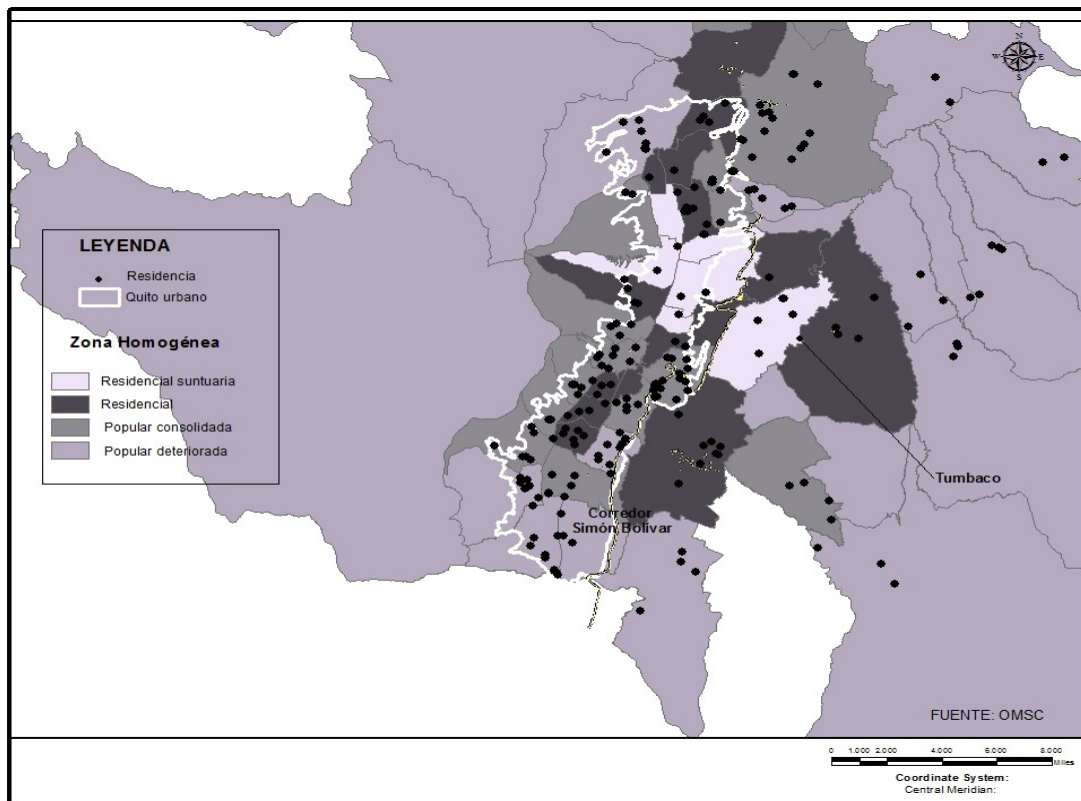 N
W E
S
LEYENDA
Residencia
Quito urbano
Zona Homogénea
Residencial suntuaria
Residencial
Popular consolidada
Popular deteriorada
Tumbaco
Corredor
Simón Bolívar
FUENTE: OMSC
0 1.000 2.000 4.000 6.000 8.000
Miles
Coordinate System:
Central Meridian: